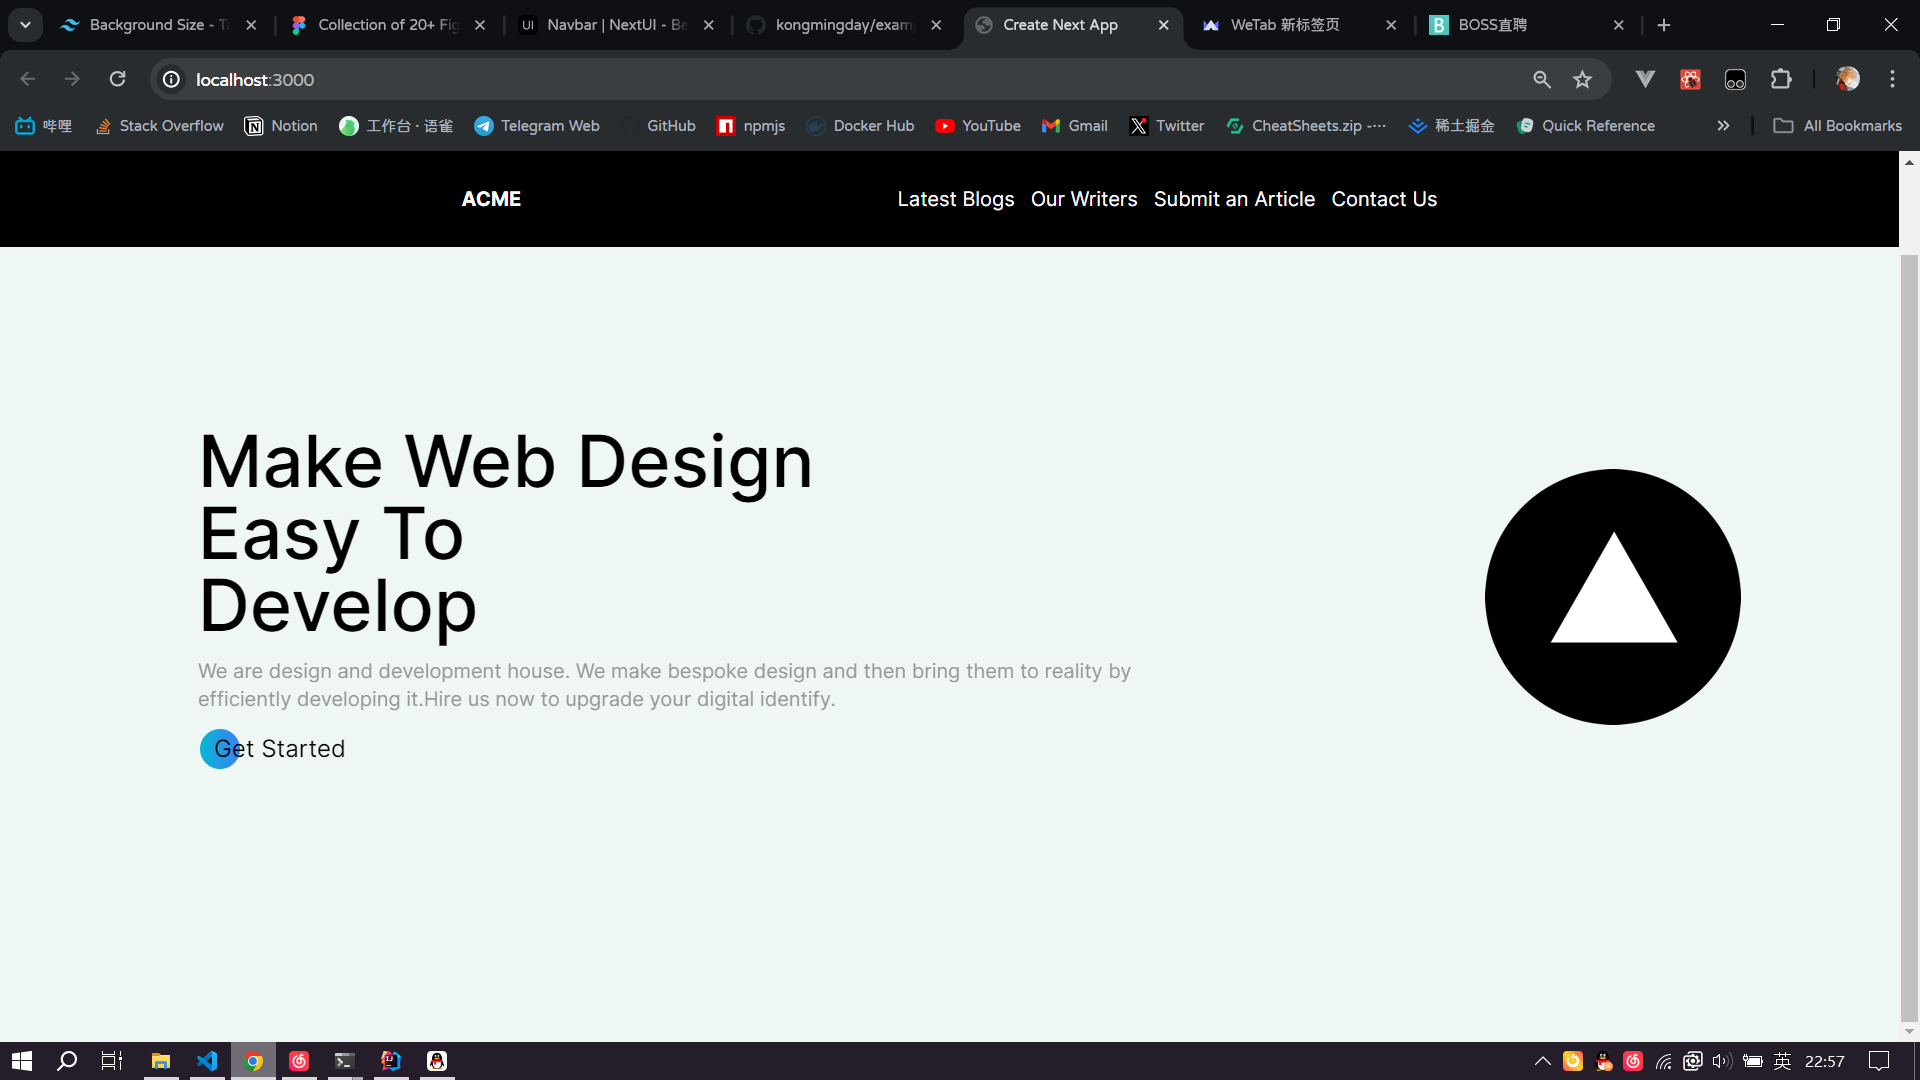 Background Size - T
Collection of 20+ Fig
UI
Navbar | NextUI - Be
kongmingday/exam
Create Next App
WeTab 新标签页
B
BOSS直聘
localhost:3000
哔哩
Stack Overflow
Notion
工作台 · 语雀
Telegram Web
GitHub
npmjs
Docker Hub
YouTube
Gmail
Twitter
CheatSheets.zip -····
稀土掘金
Quick Reference
All Bookmarks
ACME
Latest Blogs
Our Writers
Submit an Article
Contact Us
Make Web Design
Easy To
Develop
We are design and development house. We make bespoke design and then bring them to reality by
efficiently developing it.Hire us now to upgrade your digital identify.
Get Started
英
22:57